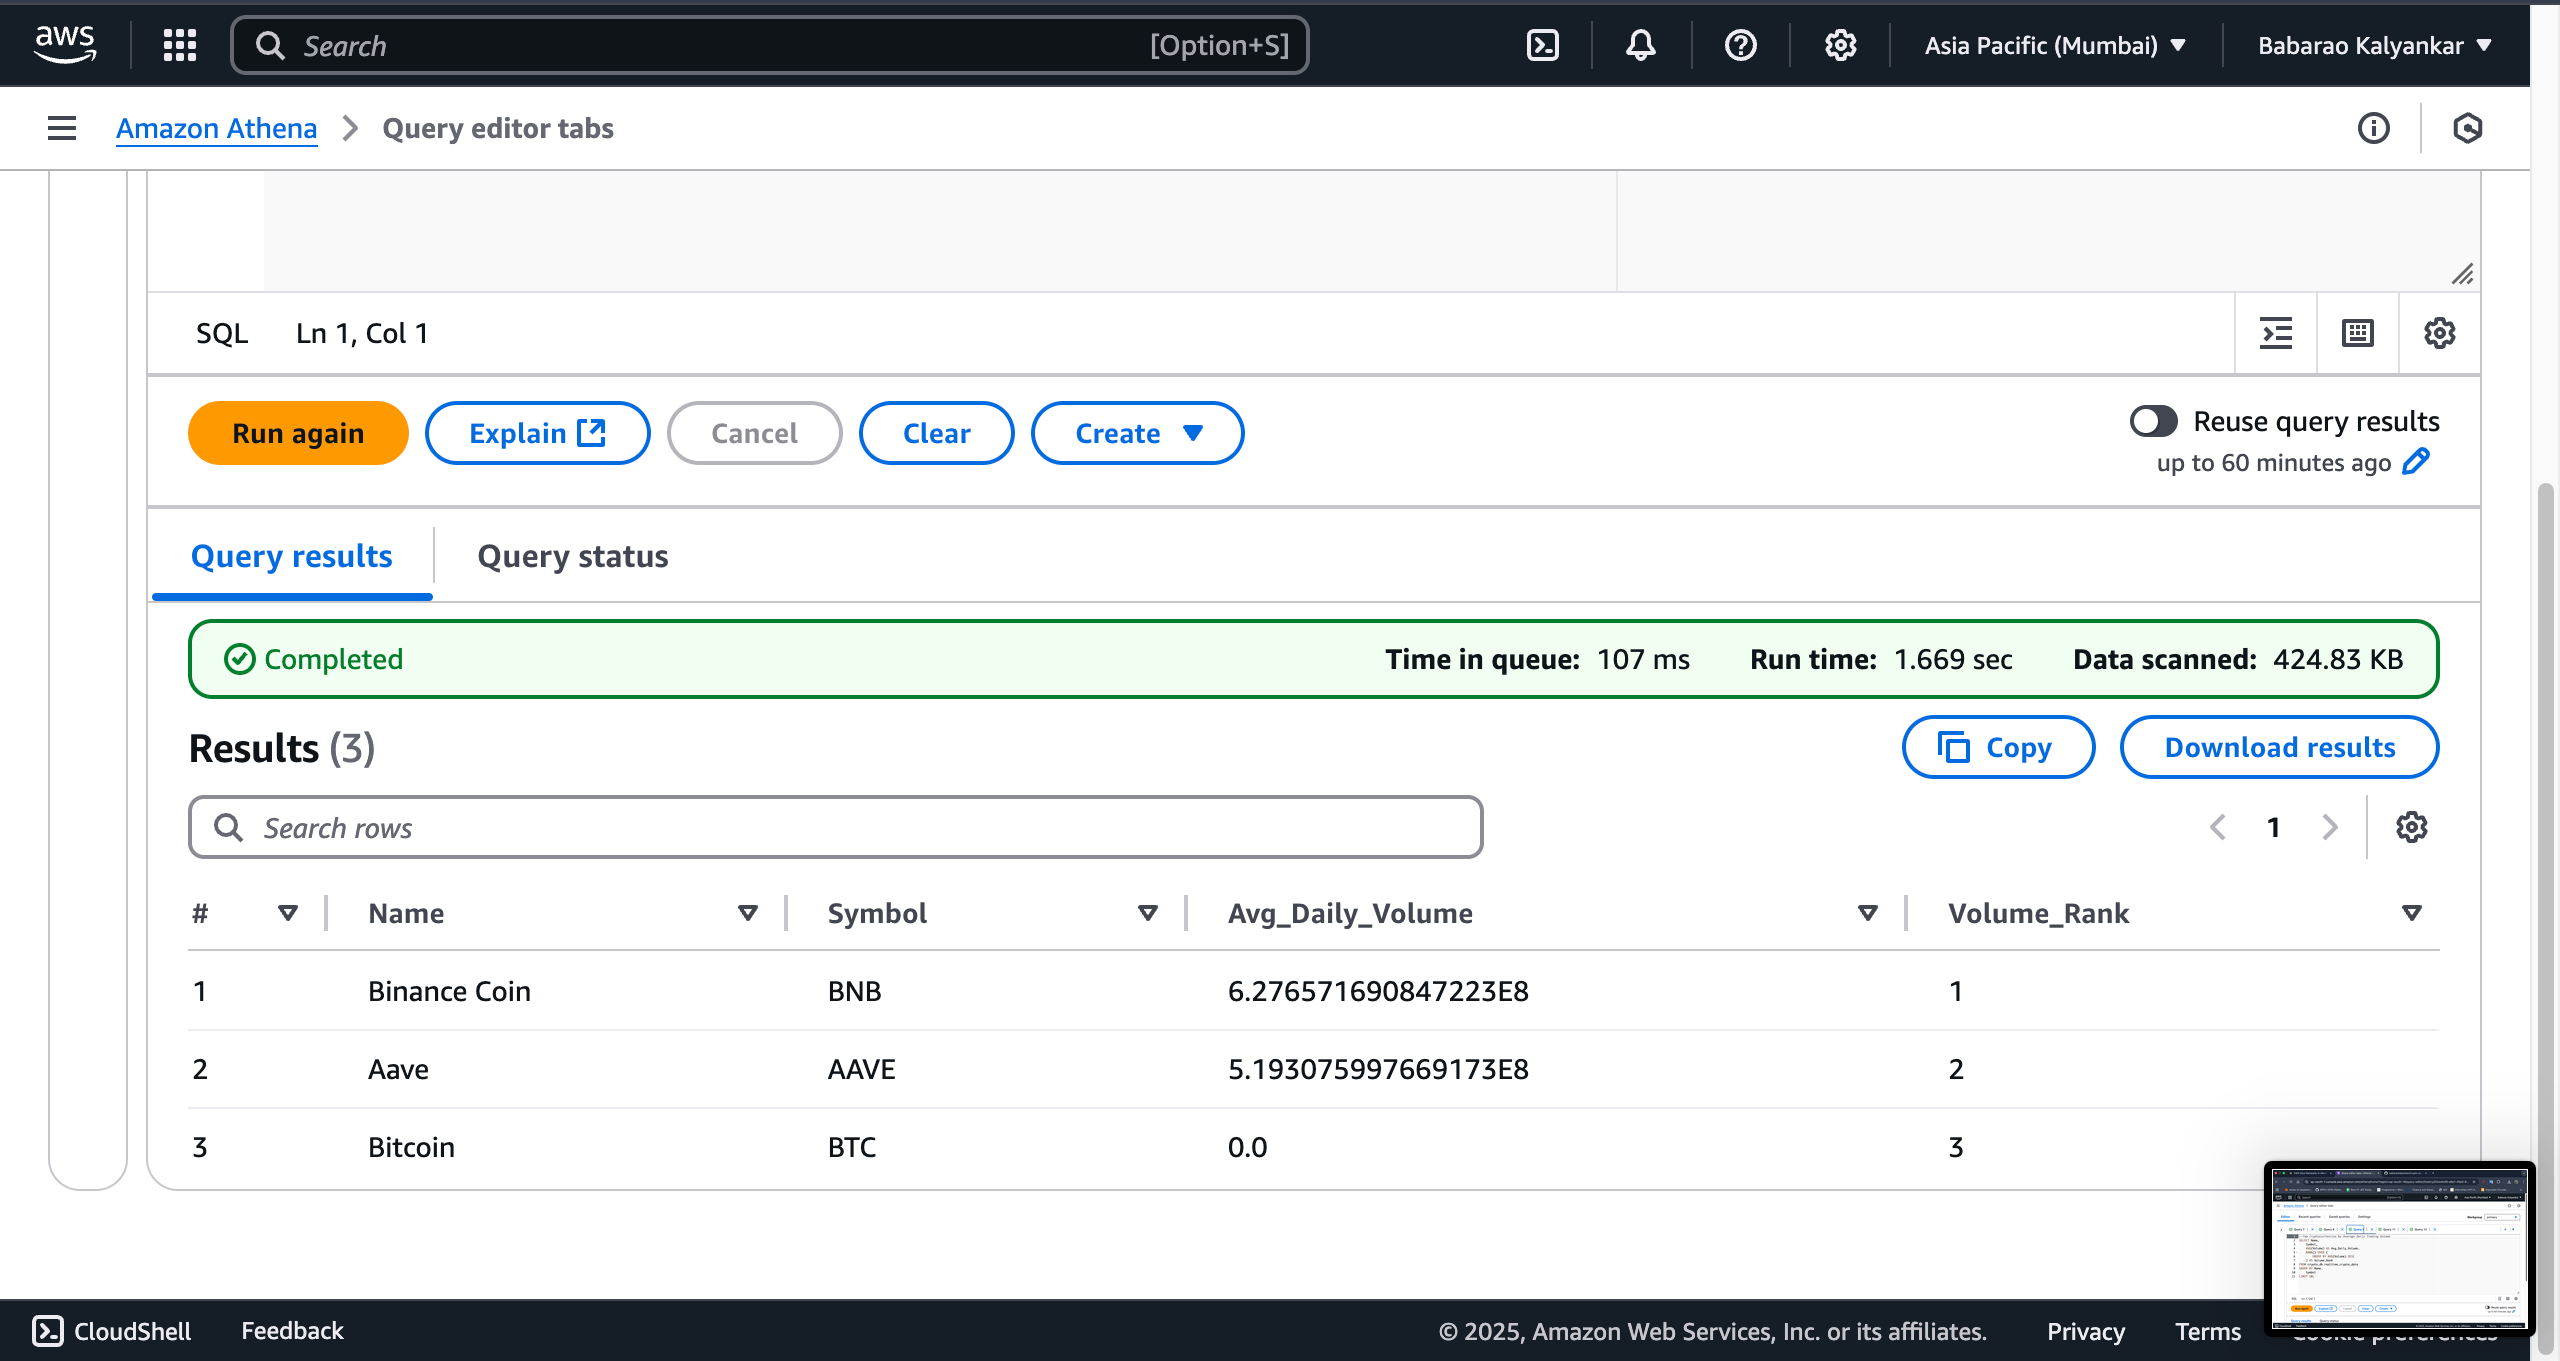 aws
Search [Option+S] Asia Pacific (Mumbai) Babarao Kalyankar
Amazon Athena Query editor tabs
SQL Ln 1, Col 1
Run again Explain Cancel Clear Create Reuse query results
up to 60 minutes ago
Query results Query status
Completed Time in queue: 107 ms Run time: 1.669 sec Data scanned: 424.83 KB
Results (3) Copy Download results
Search rows 1
# Name Symbol Avg_Daily_Volume Volume_Rank
1 Binance Coin BNB 6.276571690847223E8 1
2 Aave AAVE 5.193075997669173E8 2
3 Bitcoin BTC 0.0 3
CloudShell Feedback © 2025, Amazon Web Services, Inc. or its affiliates. Privacy Terms Cookie preferences